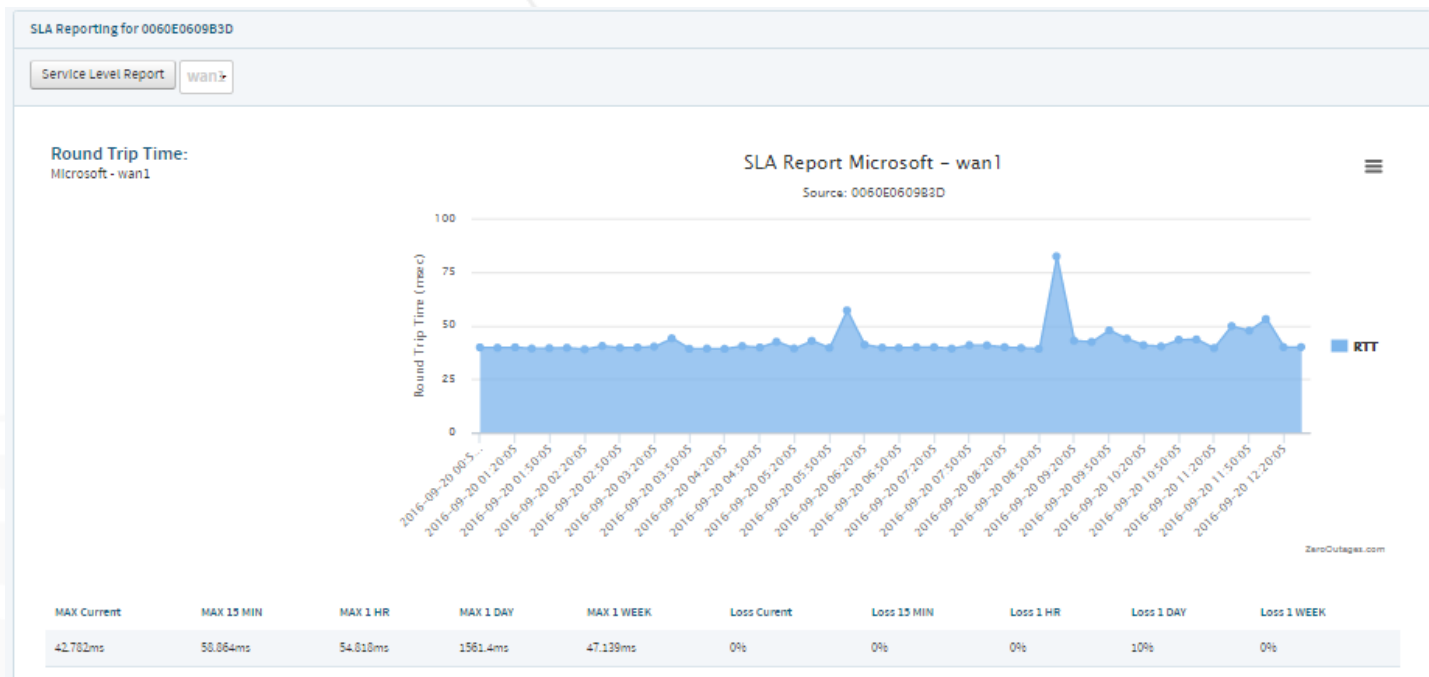 SLA Reporting for 0060E0609B3D
Service Level Report wan1
Round Trip Time:
Microsoft - wan1
SLA Report Microsoft – wan1
Source: 0060E0609B3D
100
75
50
25
0
Round Trip Time (msec)
RTT
2016-09-20 00:5...
2016-09-20 01:20:05
2016-09-20 01:50:05
2016-09-20 02:20:05
2016-09-20 02:50:05
2016-09-20 03:20:05
2016-09-20 03:50:05
2016-09-20 04:20:05
2016-09-20 04:50:05
2016-09-20 05:20:05
2016-09-20 05:50:05
2016-09-20 06:20:05
2016-09-20 06:50:05
2016-09-20 07:20:05
2016-09-20 07:50:05
2016-09-20 08:20:05
2016-09-20 08:50:05
2016-09-20 09:20:05
2016-09-20 09:50:05
2016-09-20 10:20:05
2016-09-20 10:50:05
2016-09-20 11:20:05
2016-09-20 11:50:05
2016-09-20 12:20:05
ZeroOutages.com
MAX Current MAX 15 MIN MAX 1 HR MAX 1 DAY MAX 1 WEEK Loss Curent Loss 15 MIN Loss 1 HR Loss 1 DAY Loss 1 WEEK
42.782ms 58.864ms 54.818ms 1561.4ms 47.139ms 0% 0% 0% 10% 0%